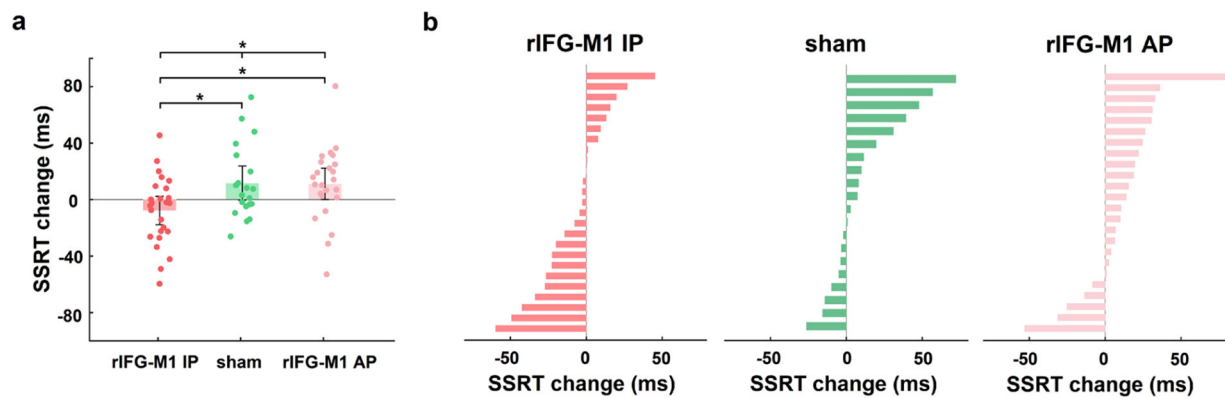 a
*
*
*
SSRT change (ms)
80
40
0
-40
-80
rIFG-M1 IP sham rIFG-M1 AP
b
rIFG-M1 IP
-50 0 50
SSRT change (ms)
sham
-50 0 50
SSRT change (ms)
rIFG-M1 AP
-50 0 50
SSRT change (ms)